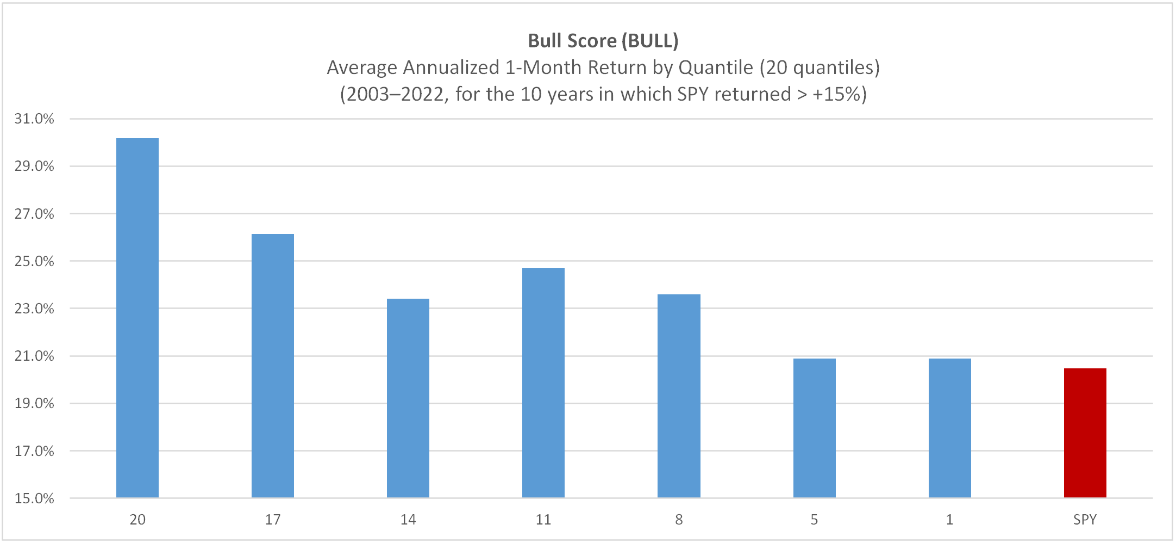 Bull Score (BULL)
Average Annualized 1-Month Return by Quantile (20 quantiles)
(2003–2022, for the 10 years in which SPY returned > +15%)
31.0%
29.0%
27.0%
25.0%
23.0%
21.0%
19.0%
17.0%
15.0%
20 17 14 11 8 5 1 SPY